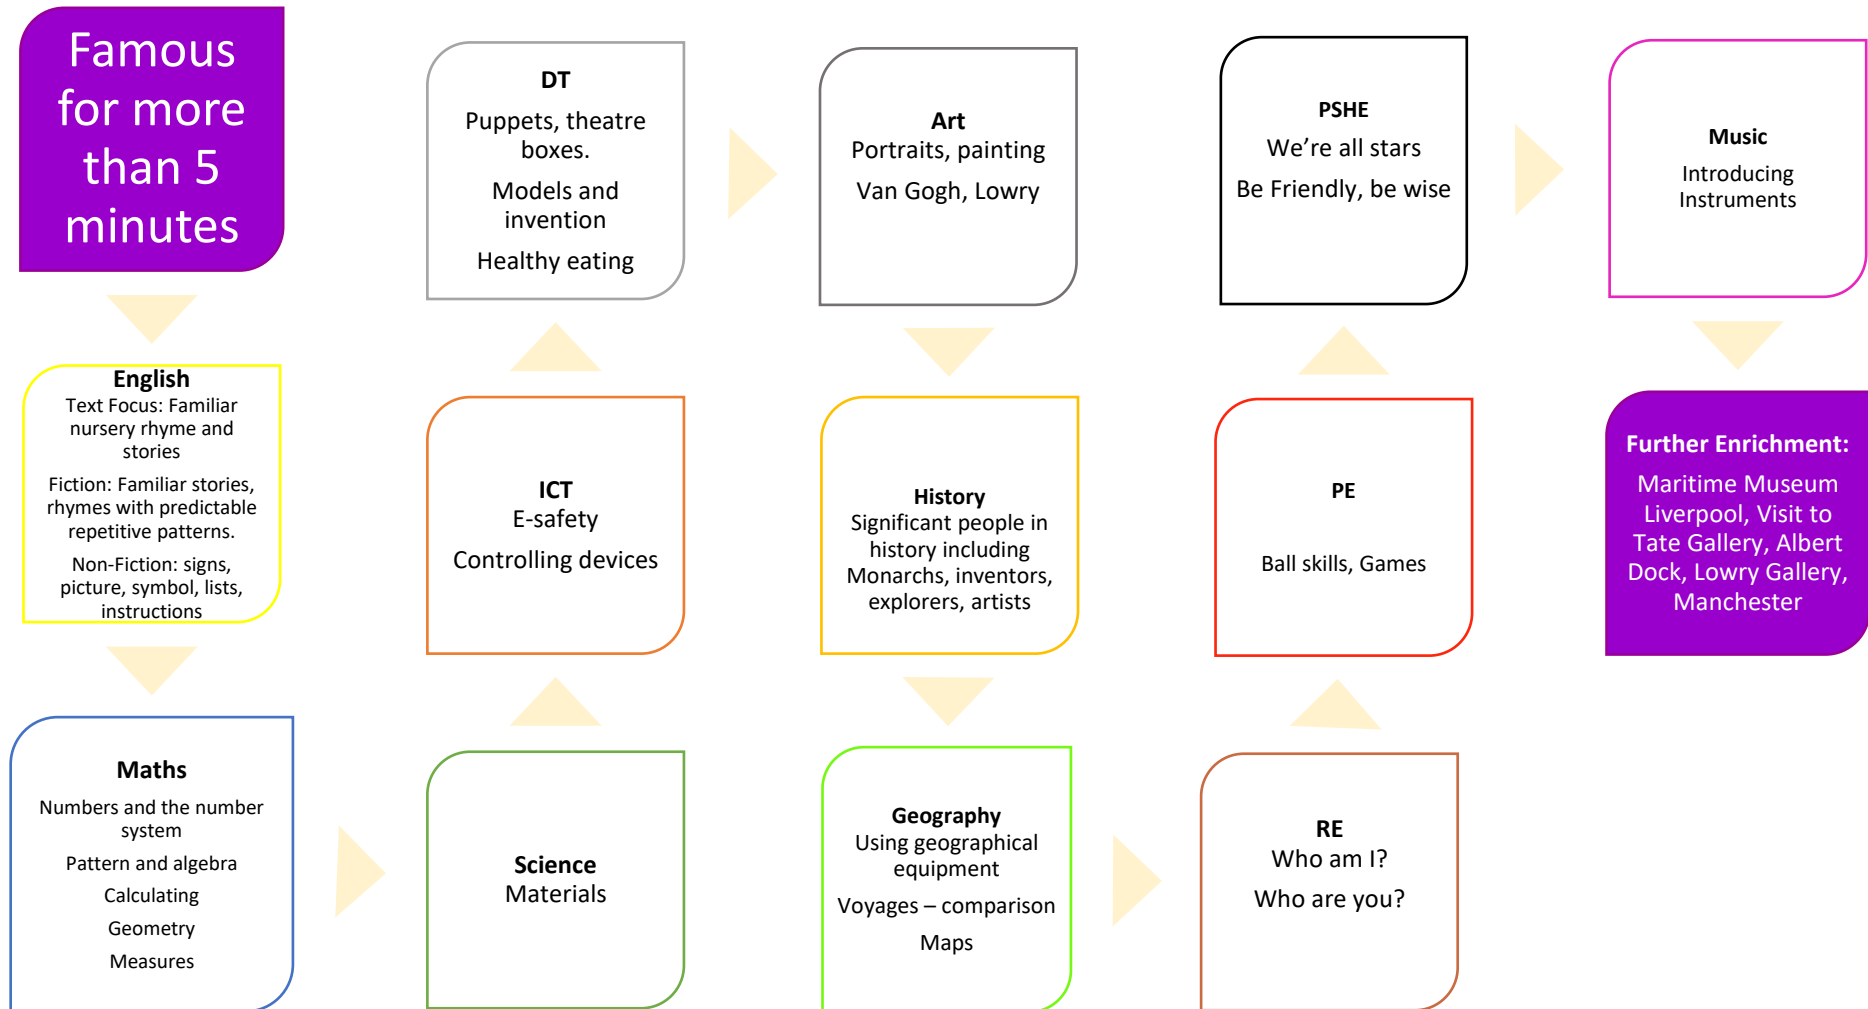 Famous
for more
than 5
minutes
English
Text Focus: Familiar
nursery rhyme and
stories
Fiction: Familiar stories,
rhymes with predictable
repetitive patterns.
Non-Fiction: signs,
picture, symbol, lists,
instructions
Maths
Numbers and the number
system
Pattern and algebra
Calculating
Geometry
Measures
Science
Materials
ICT
E-safety
Controlling devices
DT
Puppets, theatre
boxes.
Models and
invention
Healthy eating
Art
Portraits, painting
Van Gogh, Lowry
History
Significant people in
history including
Monarchs, inventors,
explorers, artists
Geography
Using geographical
equipment
Voyages – comparison
Maps
RE
Who am I?
Who are you?
PE
Ball skills, Games
PSHE
We’re all stars
Be Friendly, be wise
Music
Introducing
Instruments
Further Enrichment:
Maritime Museum
Liverpool, Visit to
Tate Gallery, Albert
Dock, Lowry Gallery,
Manchester